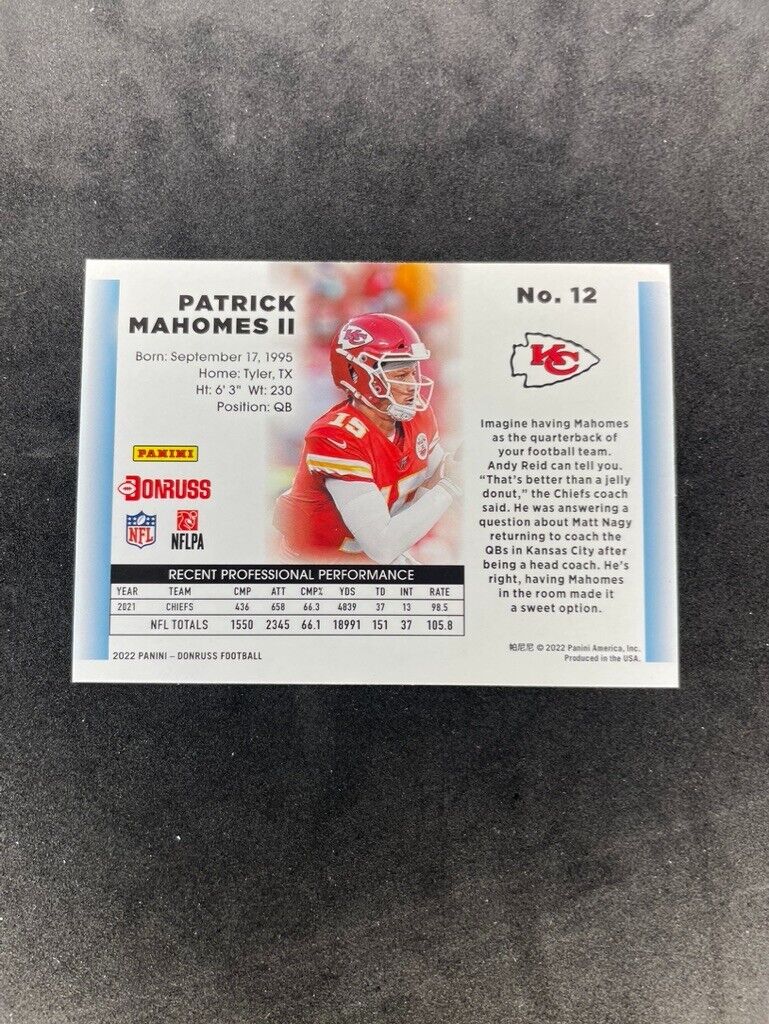 PATRICK
MAHOMES II
Born: September 17, 1995
Home: Tyler, TX
Ht: 6' 3" Wt: 230
Position: QB
PANINI
DONRUSS
NFL
NFLPA
KC
15
15
No. 12
KC
Imagine having Mahomes
as the quarterback of
your football team.
Andy Reid can tell you.
“That’s better than a jelly
donut,” the Chiefs coach
said. He was answering a
question about Matt Nagy
returning to coach the
QBs in Kansas City after
being a head coach. He’s
right, having Mahomes
in the room made it
a sweet option.
RECENT PROFESSIONAL PERFORMANCE
YEAR TEAM CMP ATT CMP% YDS TD INT RATE
2021 CHIEFS 436 658 66.3 4839 37 13 98.5
NFL TOTALS 1550 2345 66.1 18991 151 37 105.8
2022 PANINI – DONRUSS FOOTBALL
帕尼尼 © 2022 Panini America, Inc.
Produced in the USA.